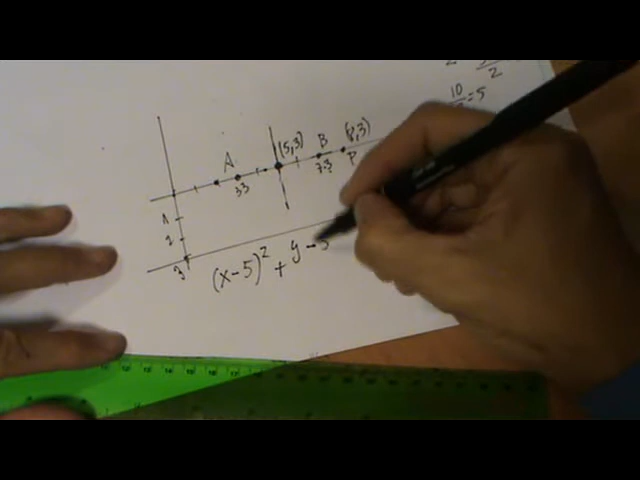 10/2 = 5
(5,3)
(8,3)
A
B
P
3,3
7,3
1
2
3
(x-5)² + y-3